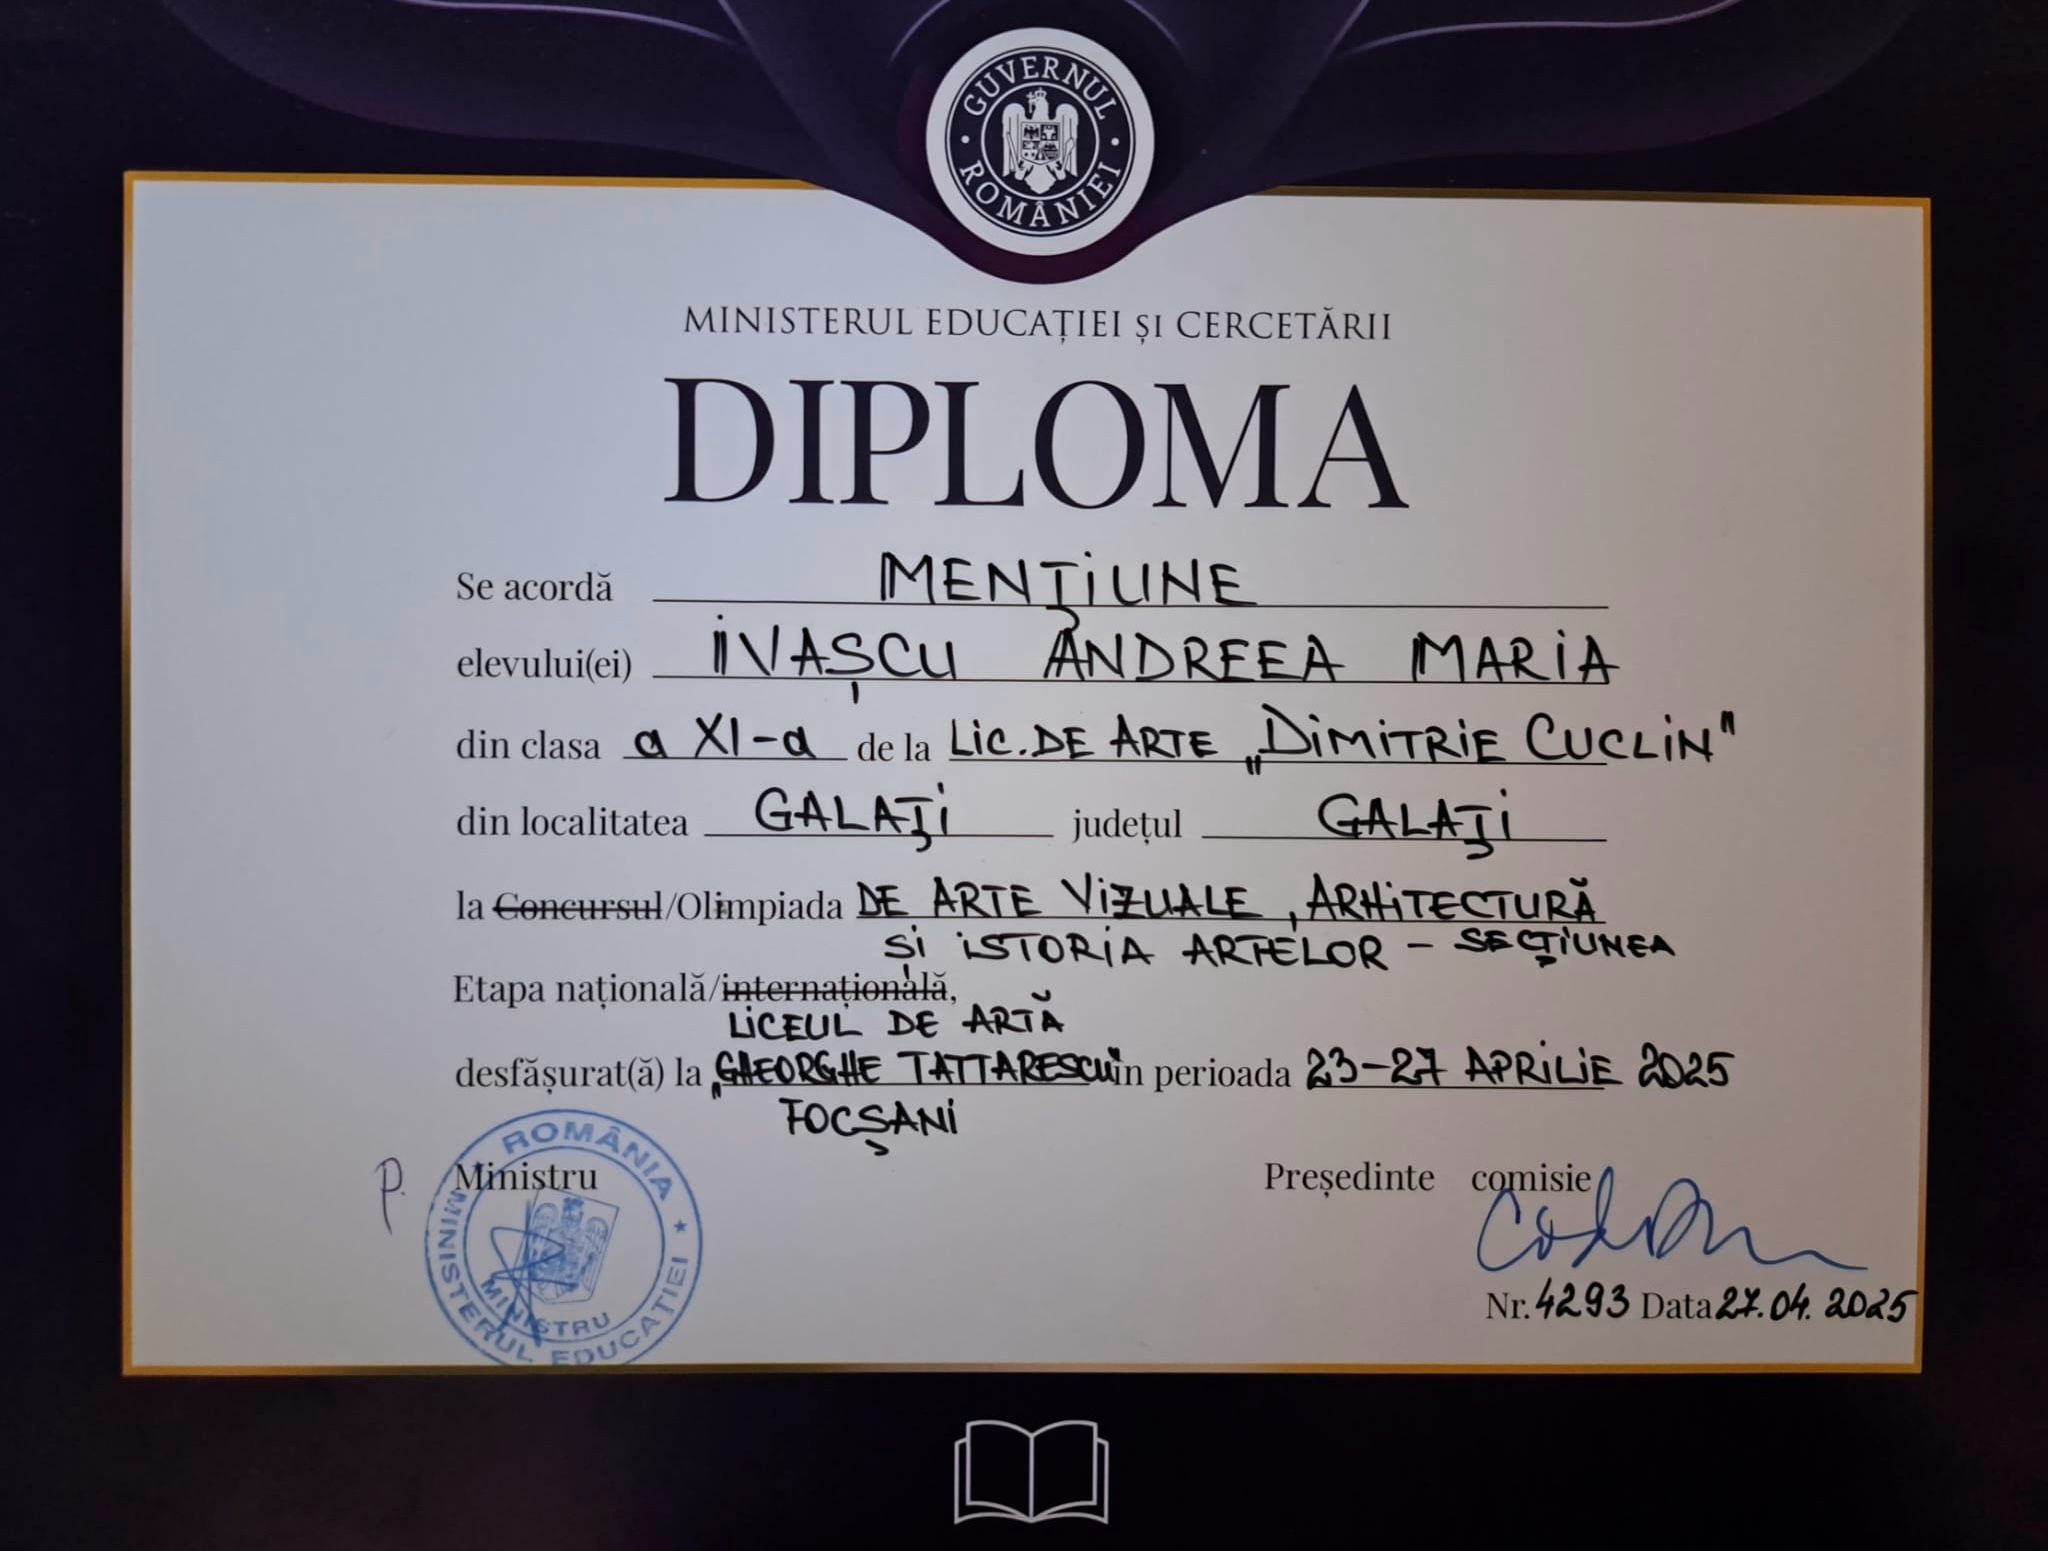 GUVERNUL ROMÂNIEI
MINISTERUL EDUCAȚIEI ȘI CERCETĂRII
DIPLOMA
Se acordă MENȚIUNE
elevului(ei) IVAȘCU ANDREEA MARIA
din clasa a XI-a de la LIC. DE ARTE „DIMITRIE CUCLIN"
din localitatea GALAȚI județul GALAȚI
la Concursul/Olimpiada DE ARTE VIZUALE, ARHITECTURĂ
ȘI ISTORIA ARTELOR - SECȚIUNEA
Etapa națională/internațională,
LICEUL DE ARTĂ
desfășurat(ă) la „GHEORGHE TATTARESCU" în perioada 23-27 APRILIE 2025
FOCȘANI
P. Ministru Președinte comisie
ROMÂNIA * MINISTERUL EDUCAȚIEI *
MINISTRU
Nr. 4293 Data 27.04.2025